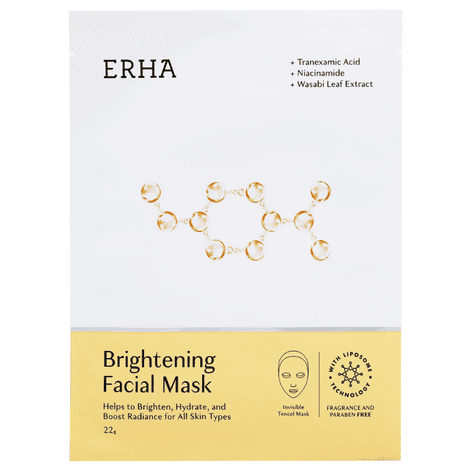 ERHA
+ Tranexamic Acid
+ Niacinamide
+ Wasabi Leaf Extract
Brightening
Facial Mask
Helps to Brighten, Hydrate, and
Boost Radiance for All Skin Types
22g
Invisible
Tencel Mask
WITH LIPOSOME
TECHNOLOGY
FRAGRANCE AND
PARABEN FREE